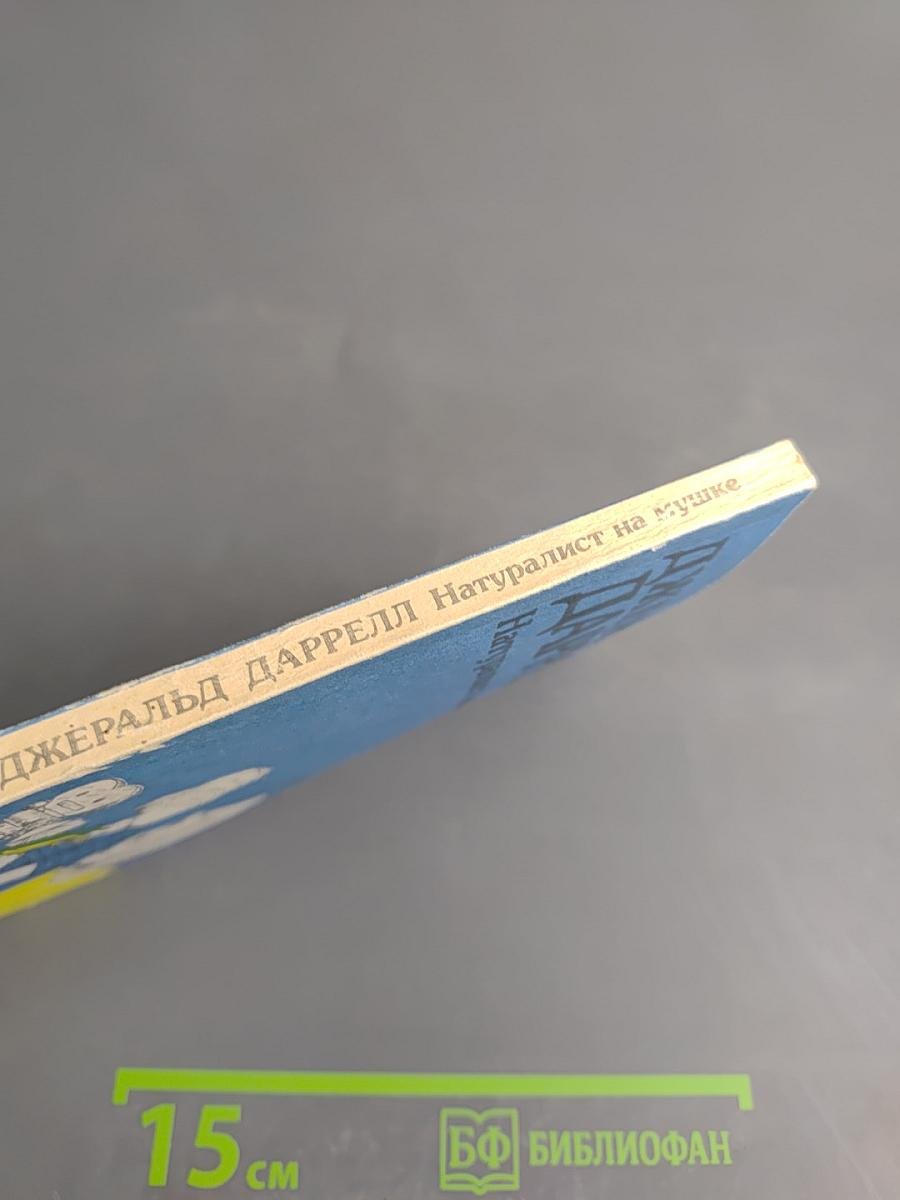 ДЖЕРАЛЬД ДАРРЕЛЛ Натуралист на мушке
15 см
БФ БИБЛИОФАН